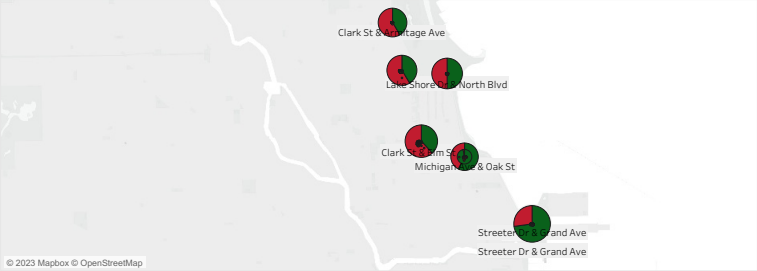 Clark St & Armitage Ave
Lake Shore Dr & North Blvd
Clark St & Elm St
Michigan Ave & Oak St
Streeter Dr & Grand Ave
Streeter Dr & Grand Ave
© 2023 Mapbox © OpenStreetMap